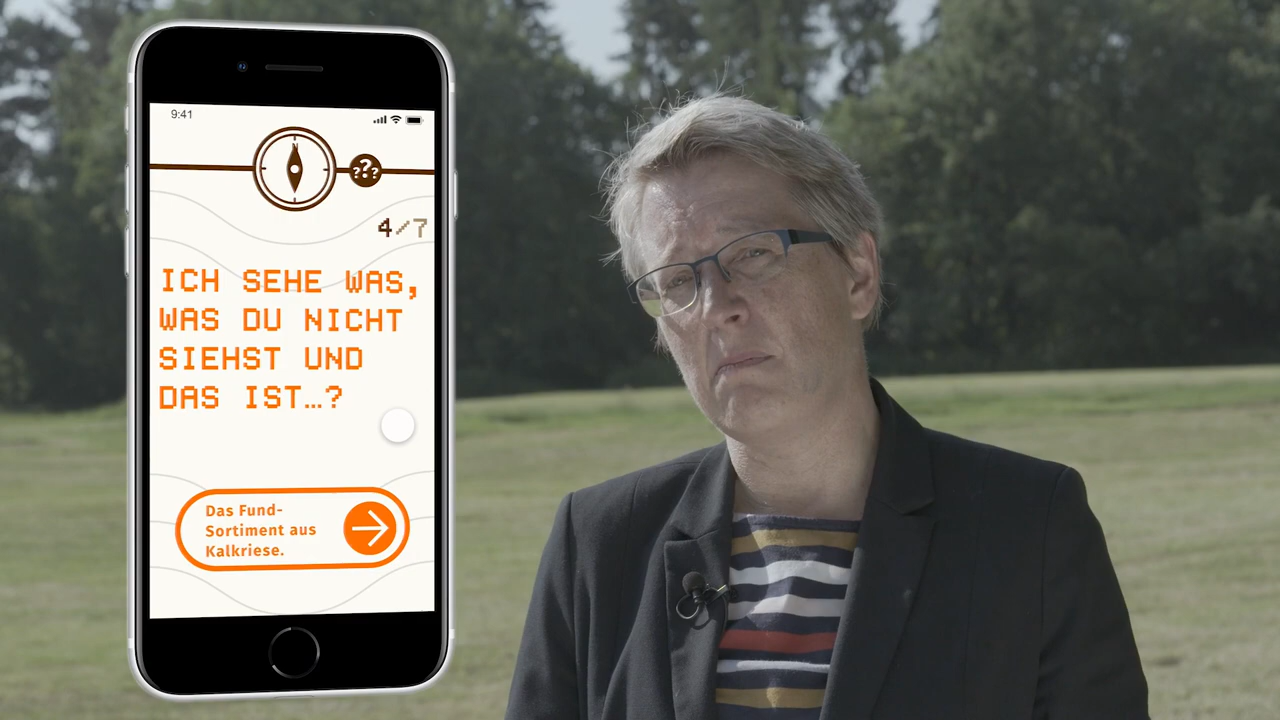 9:41
???
4/7
ICH SEHE WAS,
WAS DU NICHT
SIEHST UND
DAS IST…?
Das Fund-
Sortiment aus
Kalkriese.